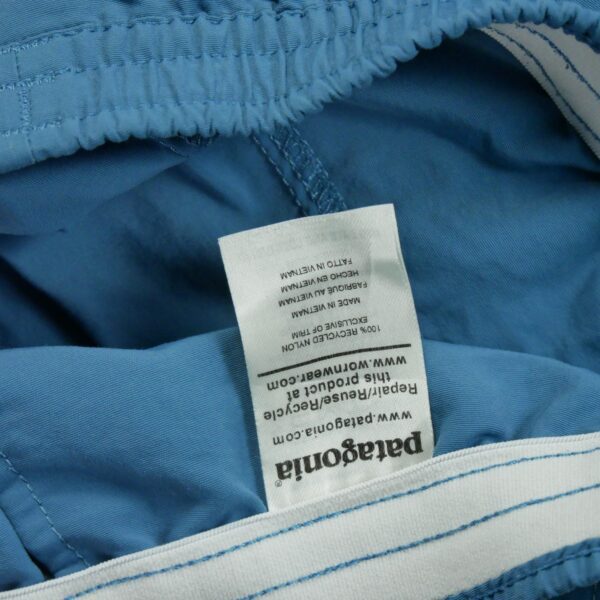 patagonia®
www.patagonia.com
Repair/Reuse/Recycle
this product at
www.wornwear.com
100% RECYCLED NYLON
EXCLUSIVE OF TRIM
MADE IN VIETNAM
FABRIQUÉ AU VIETNAM
HECHO EN VIETNAM
FATTO IN VIETNAM